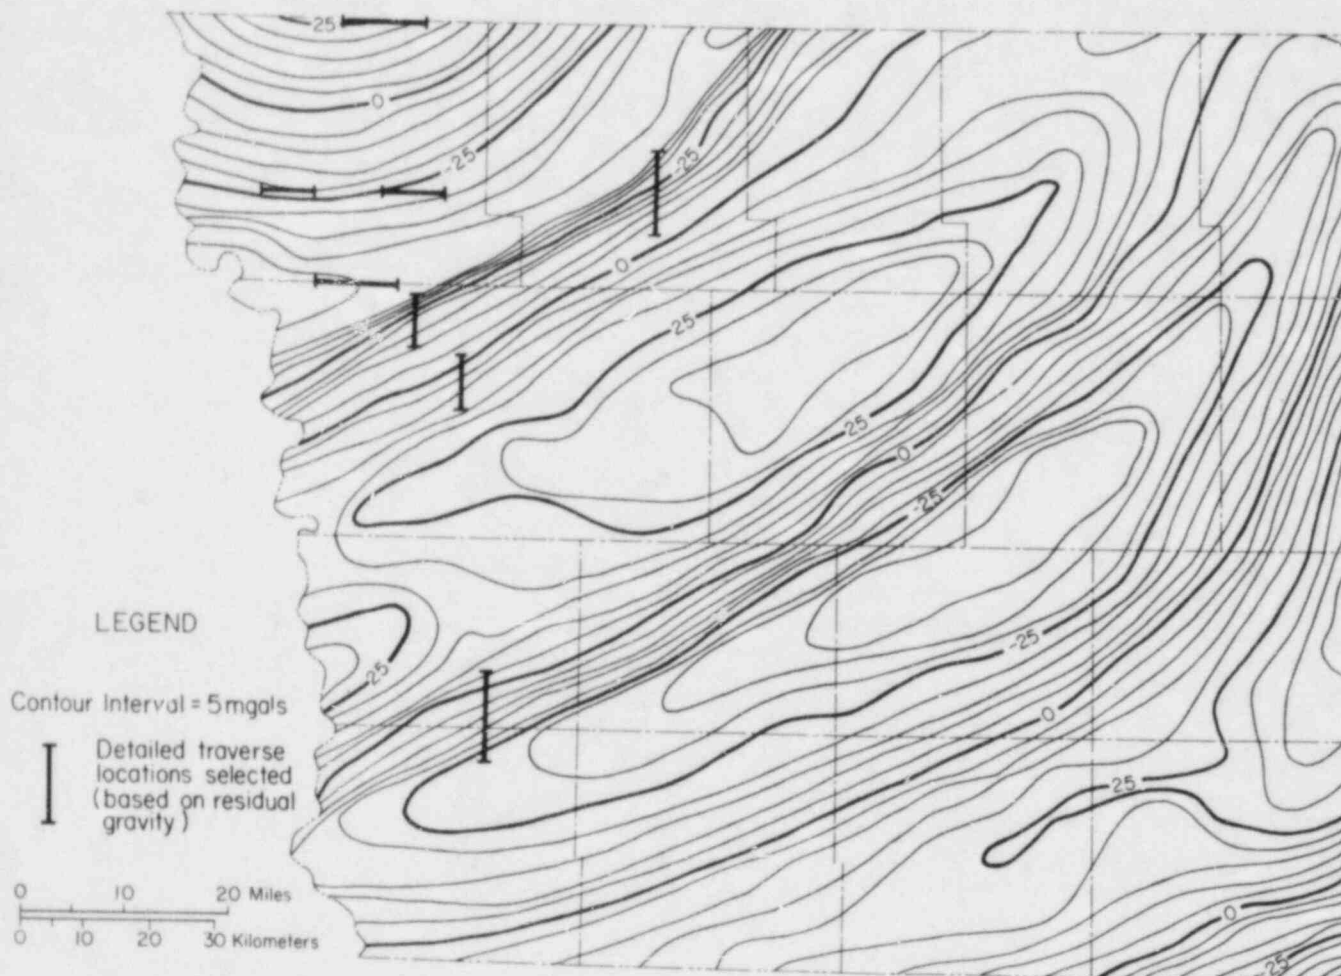 25
0
-25
-25
0
25
25
0
-25
LEGEND
25
-25
Contour Interval = 5 mgals
0
Detailed traverse
locations selected
(based on residual
gravity)
25
0 10 20 Miles
0
0 10 20 30 Kilometers
25